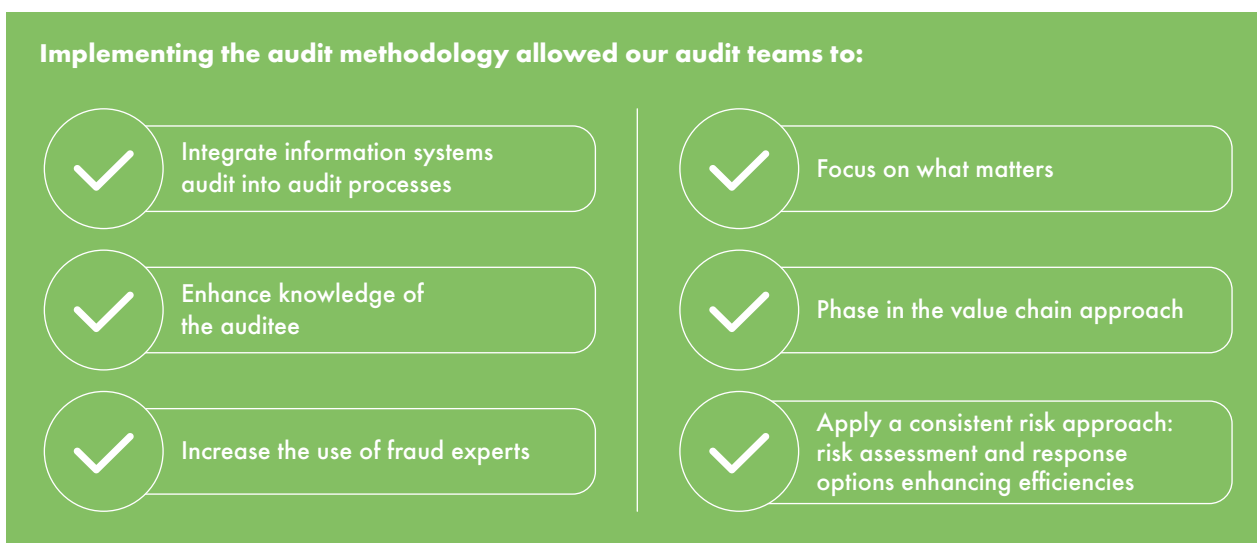 Implementing the audit methodology allowed our audit teams to:
Integrate information systems
audit into audit processes
Enhance knowledge of
the auditee
Increase the use of fraud experts
Focus on what matters
Phase in the value chain approach
Apply a consistent risk approach:
risk assessment and response
options enhancing efficiencies